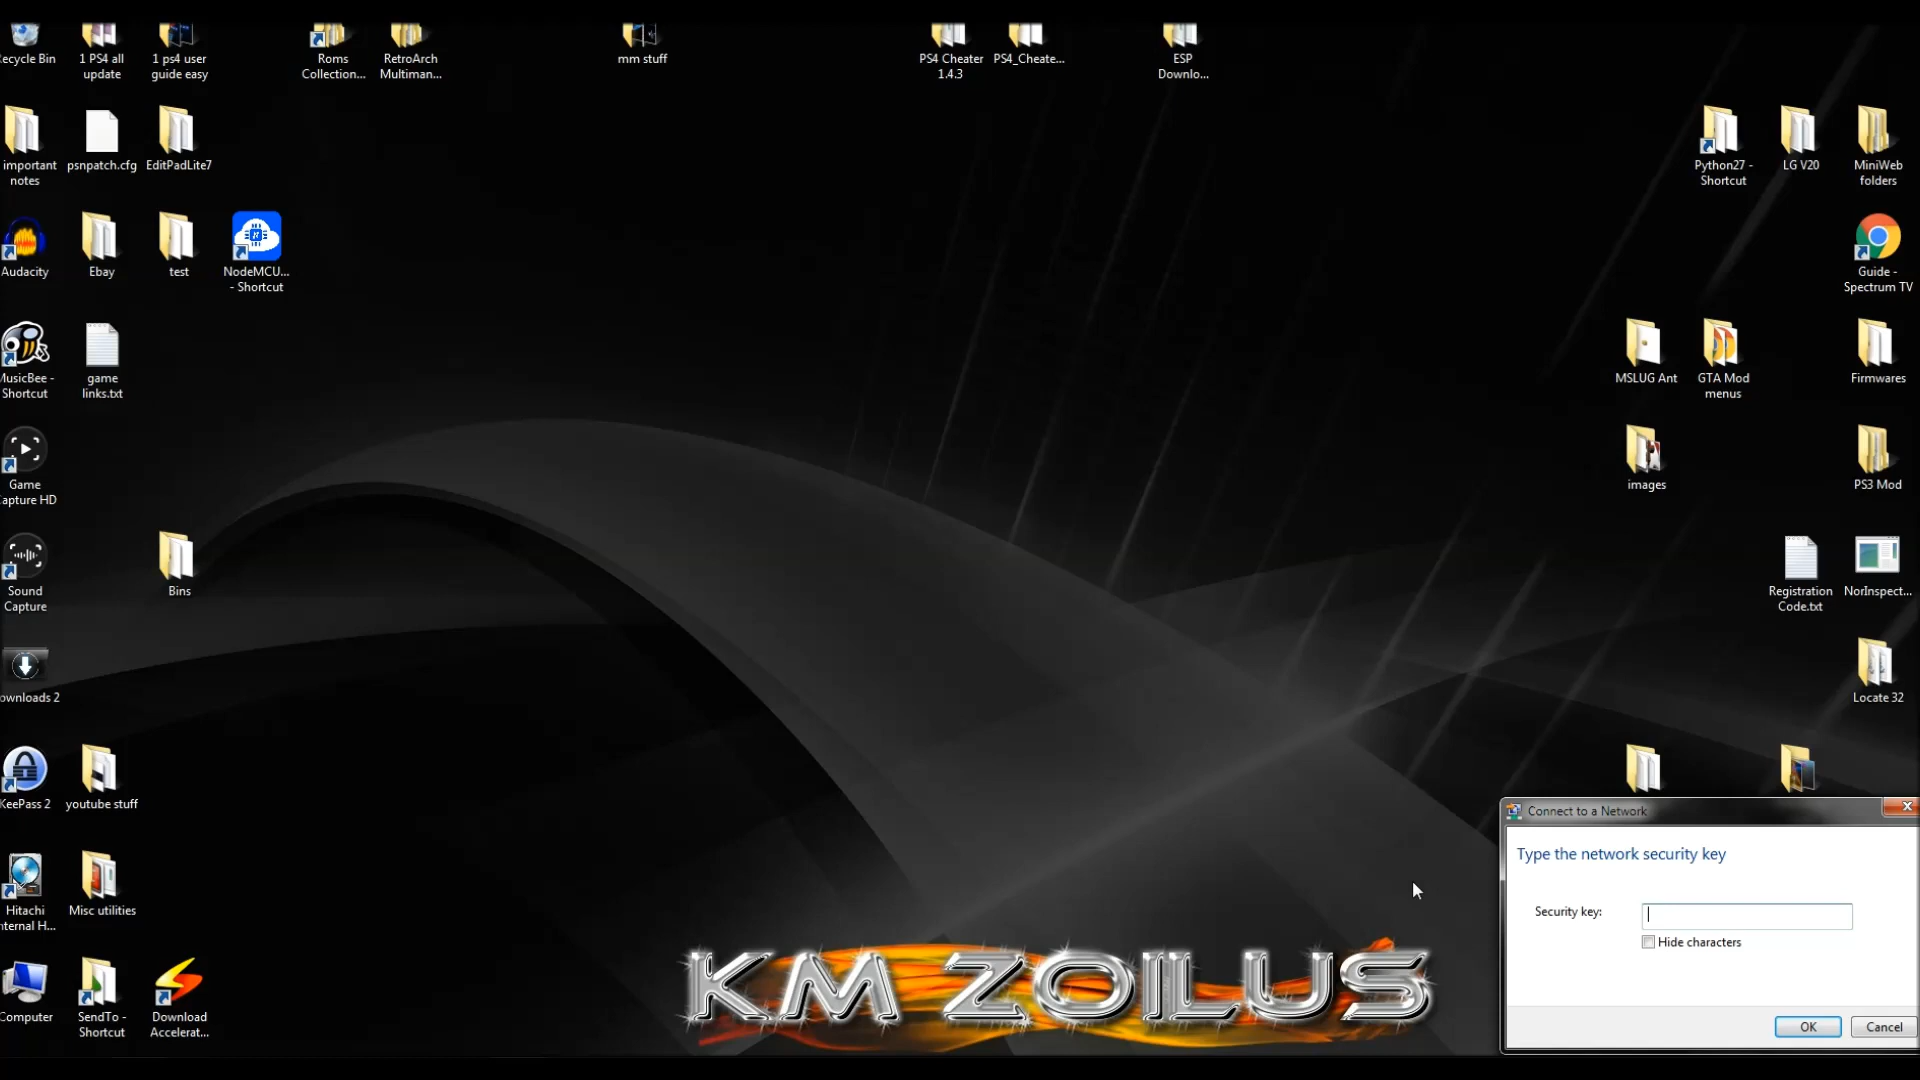 ecycle Bin
1 PS4 all
update
1 ps4 user
guide easy
Roms
Collection...
RetroArch
Multiman...
mm stuff
PS4 Cheater
1.4.3
PS4_Cheate...
ESP
Downlo...
important
notes
psnpatch.cfg
EditPadLite7
Python27 -
Shortcut
LG V20
MiniWeb
folders
Audacity
Ebay
test
NodeMCU...
- Shortcut
Guide -
Spectrum TV
MusicBee -
Shortcut
game
links.txt
MSLUG Ant
GTA Mod
menus
Firmwares
Game
apture HD
images
PS3 Mod
Sound
Capture
Bins
Registration
Code.txt
NorInspect...
ownloads 2
Locate 32
KeePass 2
youtube stuff
Hitachi
nternal H...
Misc utilities
Computer
SendTo -
Shortcut
Download
Accelerat...
KM ZOILUS
Connect to a Network
Type the network security key
Security key:
Hide characters
OK
Cancel